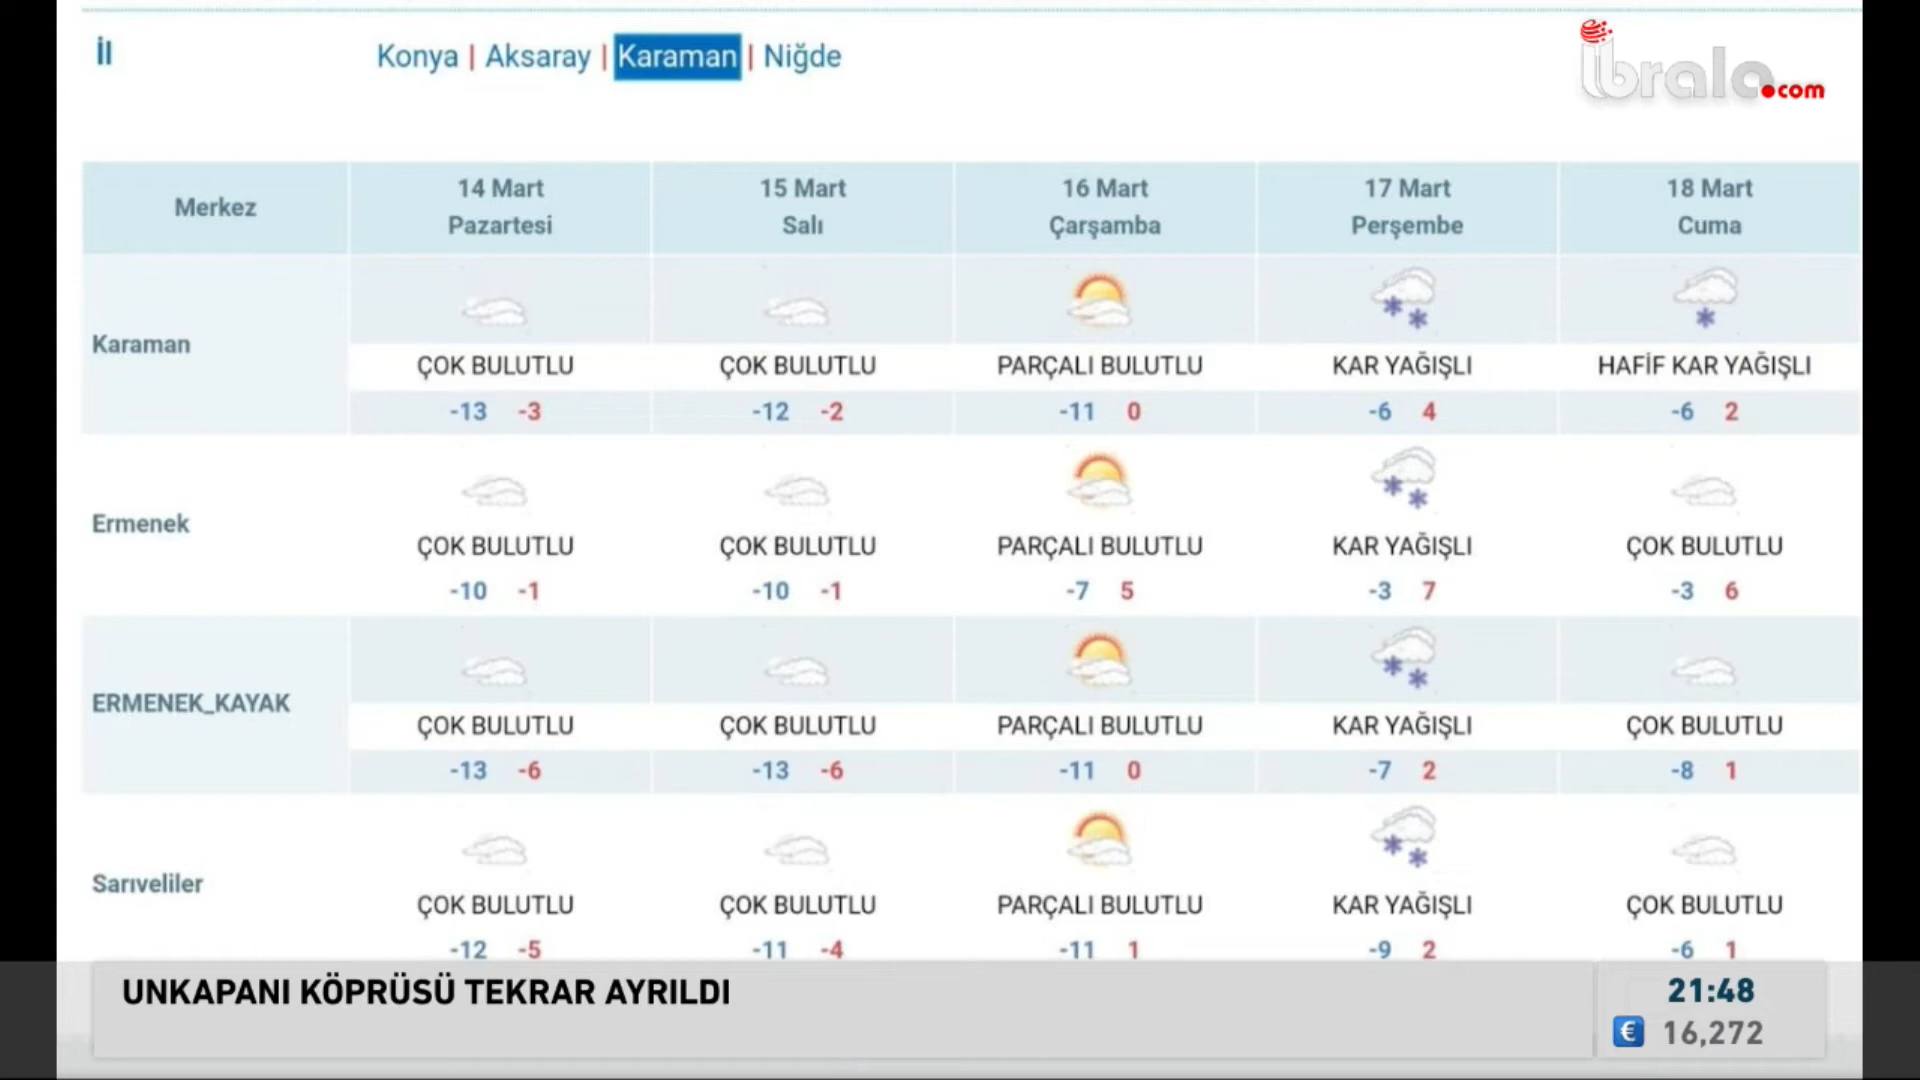 İl
Konya | Aksaray | Karaman | Niğde
ibrala.com
Merkez
14 Mart Pazartesi
15 Mart Salı
16 Mart Çarşamba
17 Mart Perşembe
18 Mart Cuma
Karaman
ÇOK BULUTLU ÇOK BULUTLU PARÇALI BULUTLU KAR YAĞIŞLI HAFİF KAR YAĞIŞLI
-13 -3 -12 -2 -11 0 -6 4 -6 2
Ermenek
ÇOK BULUTLU ÇOK BULUTLU PARÇALI BULUTLU KAR YAĞIŞLI ÇOK BULUTLU
-10 -1 -10 -1 -7 5 -3 7 -3 6
ERMENEK_KAYAK
ÇOK BULUTLU ÇOK BULUTLU PARÇALI BULUTLU KAR YAĞIŞLI ÇOK BULUTLU
-13 -6 -13 -6 -11 0 -7 2 -8 1
Sarıveliler
ÇOK BULUTLU ÇOK BULUTLU PARÇALI BULUTLU KAR YAĞIŞLI ÇOK BULUTLU
-12 -5 -11 -4 -11 1 -9 2 -6 1
UNKAPANI KÖPRÜSÜ TEKRAR AYRILDI
21:48
€ 16,272